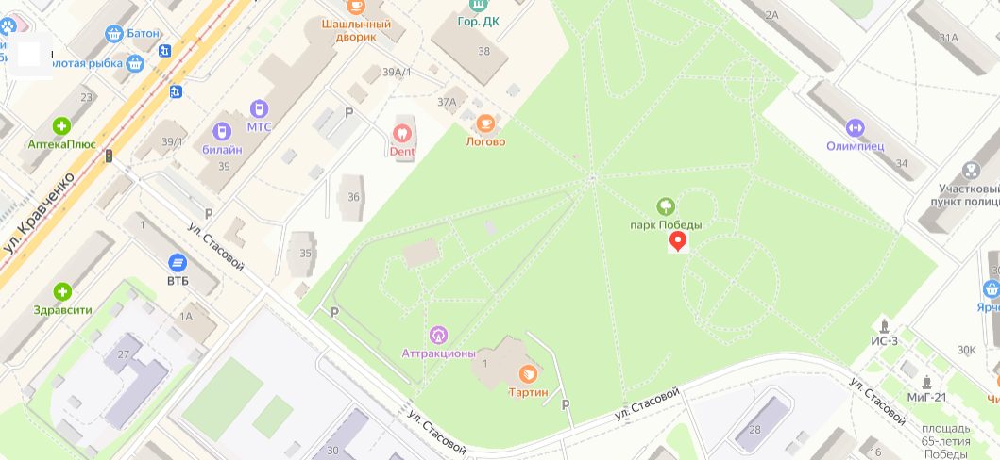 Гор. ДК
2А
Шашлычный
дворик
Батон
31А
золотая рыбка
38
39А/1
23
37А
МТС
Р
АптекаПлюс
39/1
билайн
Dent
Логово
Олимпиец
39
34
Участковый
пункт полиц
ул. Кравченко
36
Р
парк Победы
1
ул. Стасовой
35
ВТБ
30
Здравсити
Р
Ярче
1А
ИС-3
27
Аттракционы
30К
1
Тартин
МиГ-21
Р
ул. Стасовой
ул. Стасовой
ул. Стасовой
28
площадь
65-летия
Победы
30
16